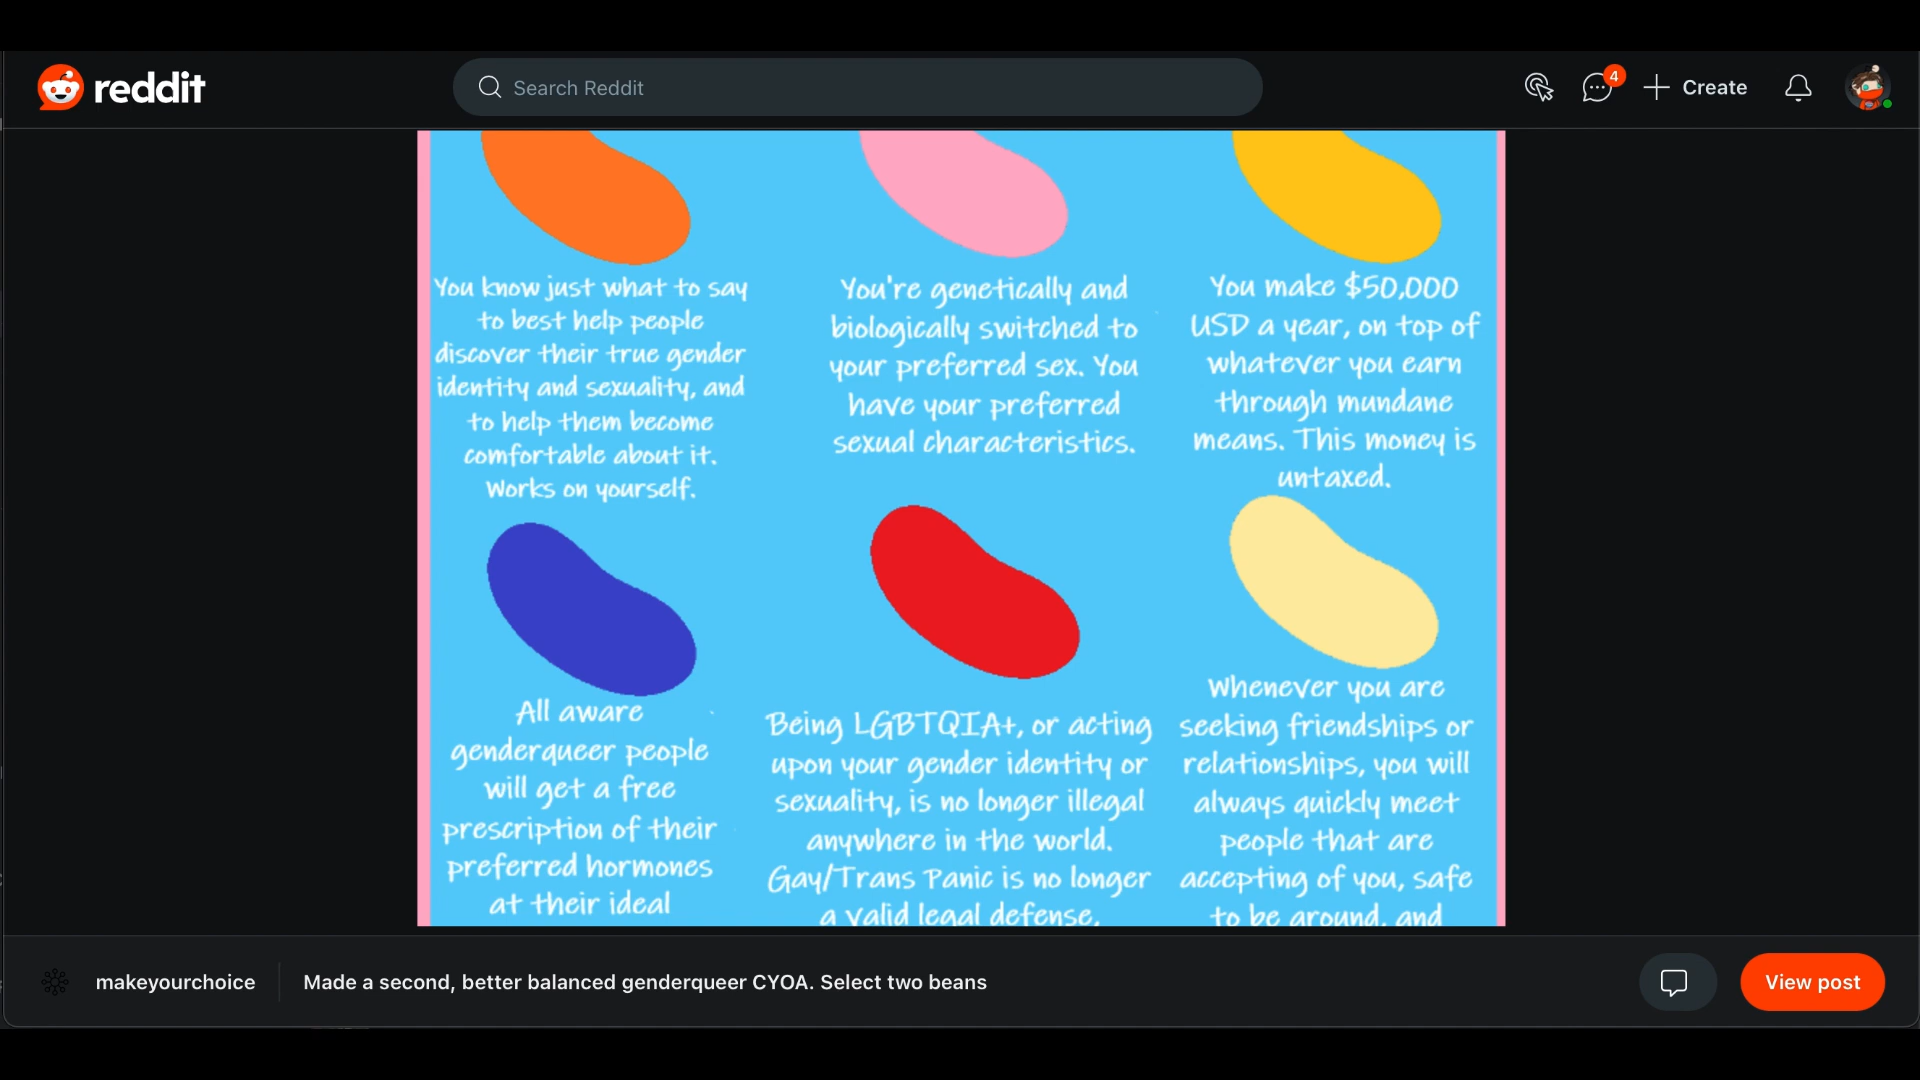 reddit
Search Reddit
4
Create
You know just what to say
to best help people
discover their true gender
identity and sexuality, and
to help them become
comfortable about it.
Works on yourself.
You're genetically and
biologically switched to
your preferred sex. You
have your preferred
sexual characteristics.
You make $50,000
USD a year, on top of
whatever you earn
through mundane
means. This money is
untaxed.
All aware
genderqueer people
will get a free
prescription of their
preferred hormones
at their ideal
Being LGBTQIA+, or acting
upon your gender identity or
sexuality, is no longer illegal
anywhere in the world.
Gay/Trans Panic is no longer
a valid legal defense.
Whenever you are
seeking friendships or
relationships, you will
always quickly meet
people that are
accepting of you, safe
to be around, and
makeyourchoice
Made a second, better balanced genderqueer CYOA. Select two beans
View post